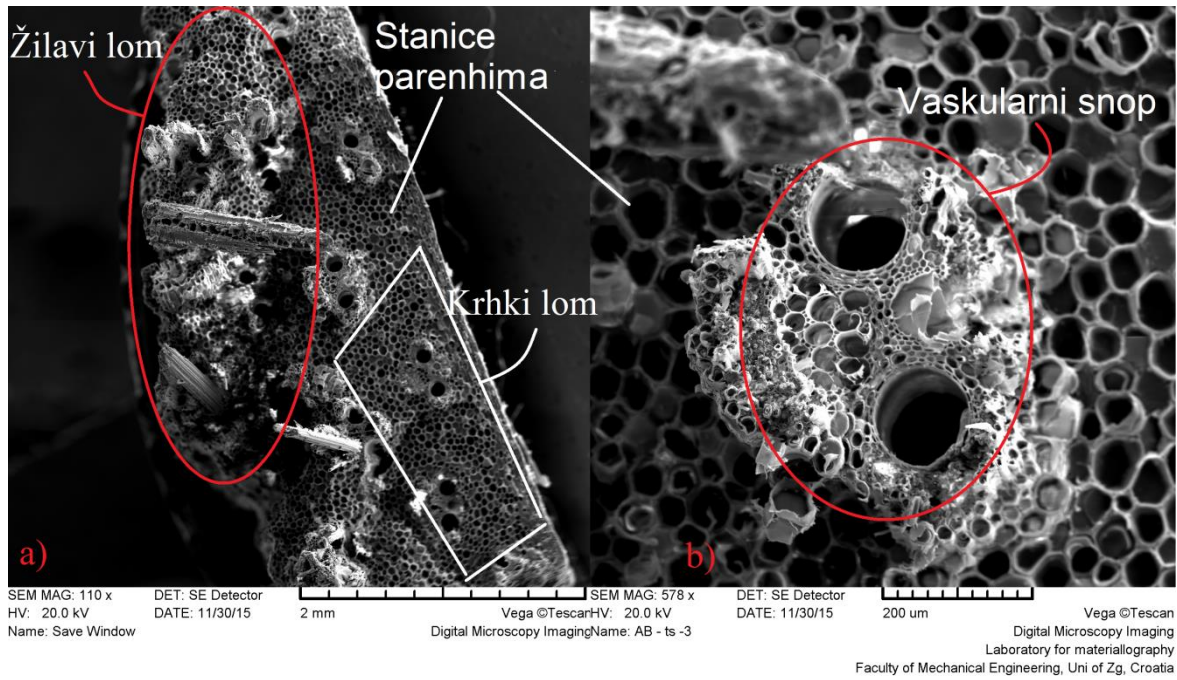 Žilavi lom
Stanice
parenhima
Krhki lom
a)
SEM MAG: 110 x
DET: SE Detector
HV: 20.0 kV
DATE: 11/30/15
2 mm
Vega ©Tescan
Name: Save Window
Digital Microscopy Imaging
Vaskularni snop
b)
SEM MAG: 578 x
DET: SE Detector
HV: 20.0 kV
DATE: 11/30/15
200 um
Vega ©Tescan
Name: AB - ts -3
Digital Microscopy Imaging
Laboratory for materiallography
Faculty of Mechanical Engineering, Uni of Zg, Croatia